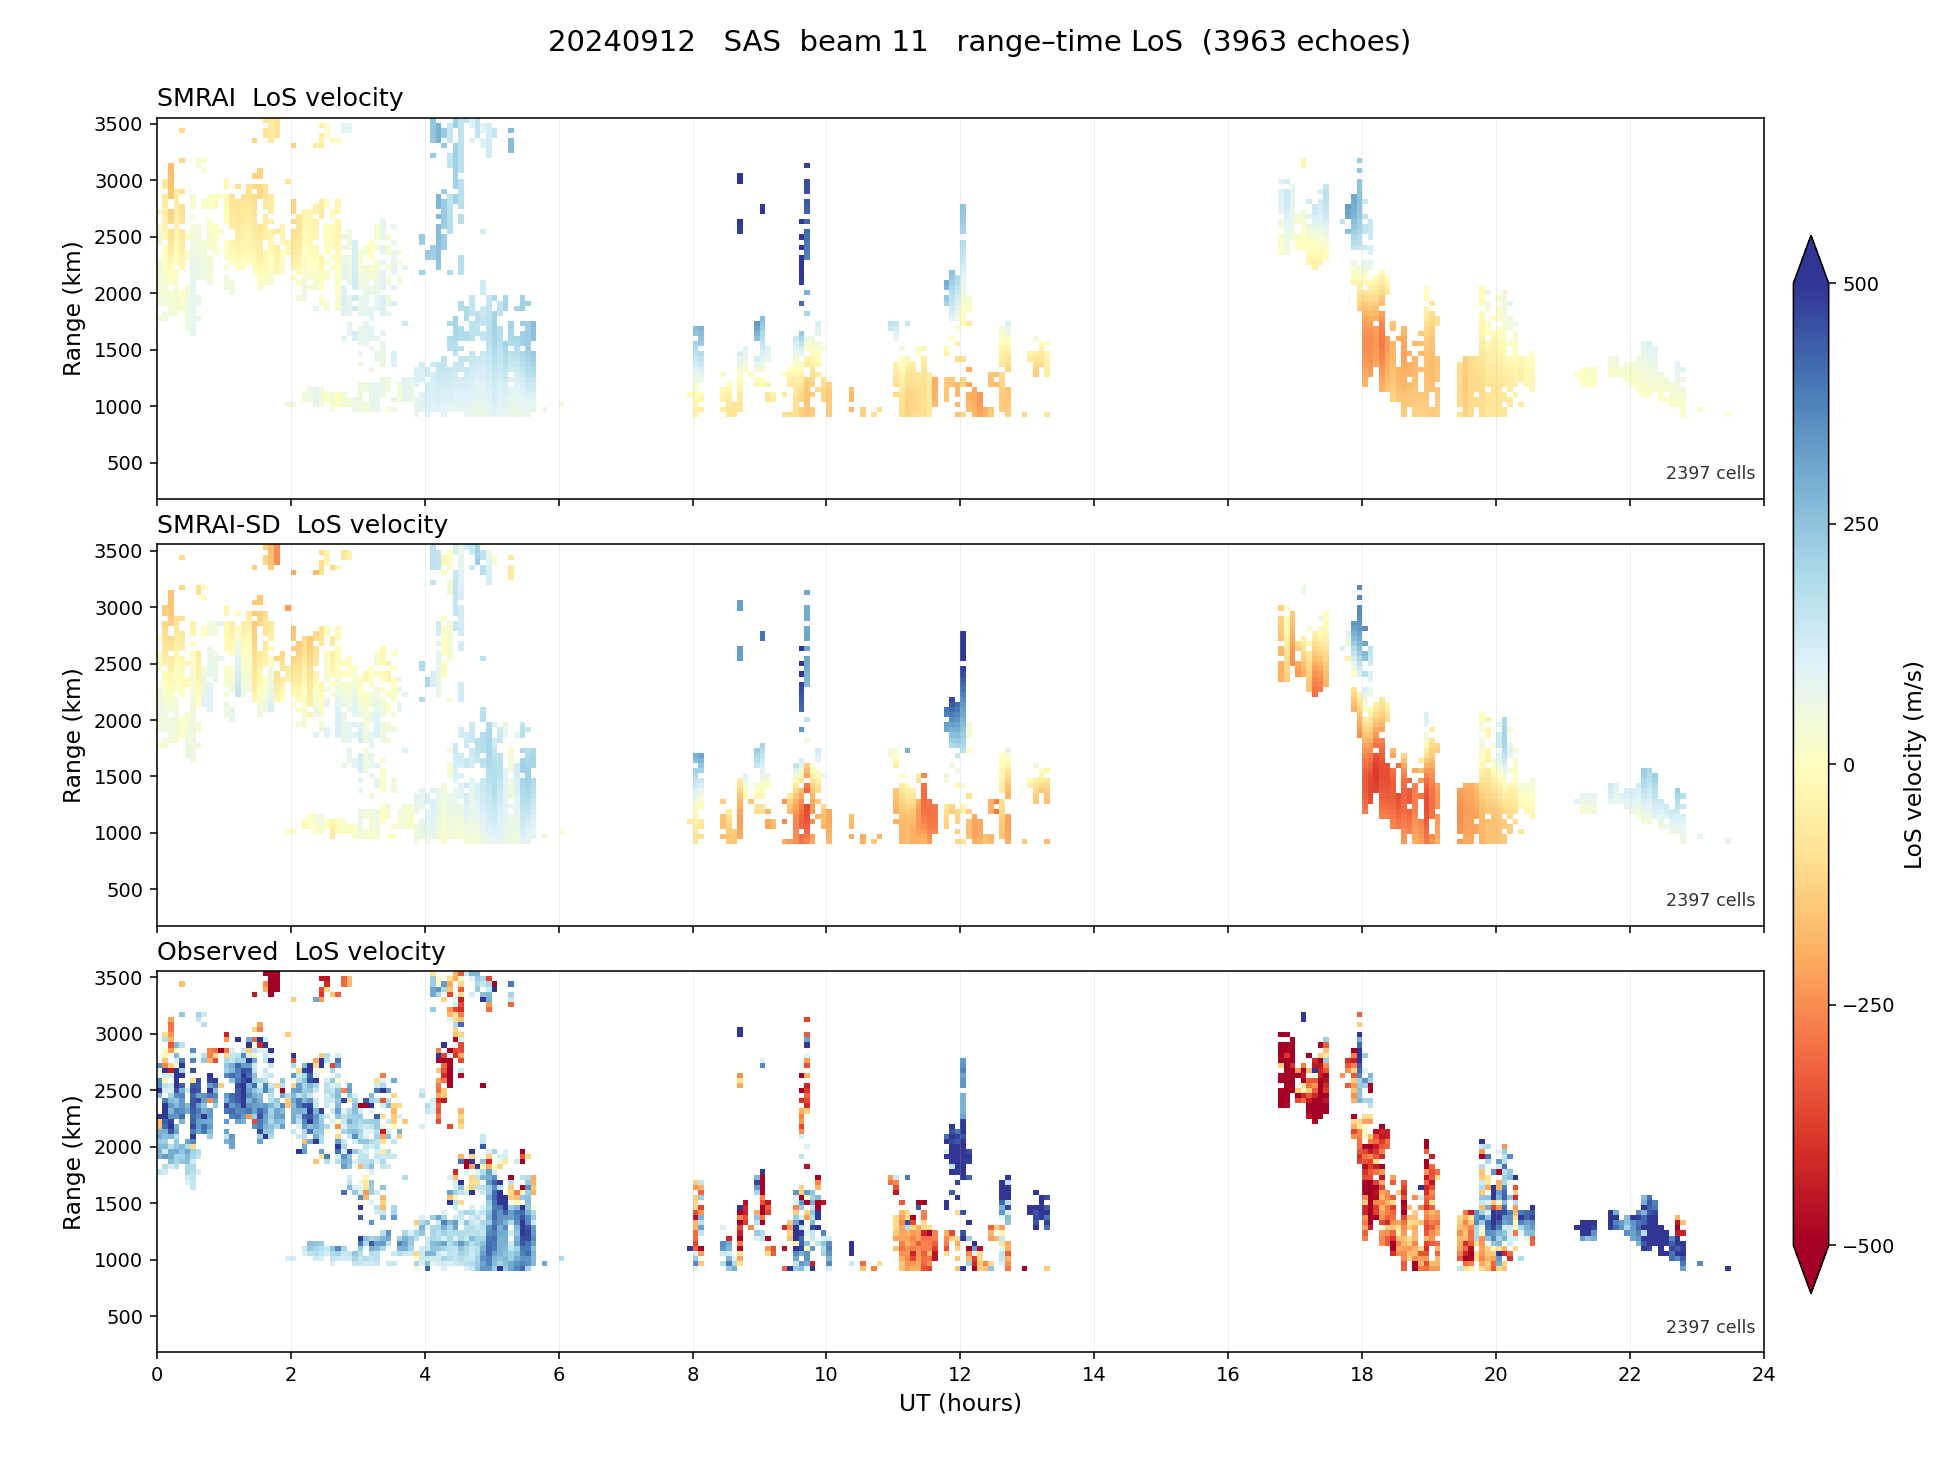 20240912   SAS  beam 11   range–time LoS  (3963 echoes)
SMRAI  LoS velocity
3500
3000
2500
2000
1500
1000
500
Range (km)
2397 cells
SMRAI-SD  LoS velocity
3500
3000
2500
2000
1500
1000
500
Range (km)
2397 cells
Observed  LoS velocity
3500
3000
2500
2000
1500
1000
500
Range (km)
2397 cells
0 2 4 6 8 10 12 14 16 18 20 22 24
UT (hours)
500
250
0
−250
−500
LoS velocity (m/s)